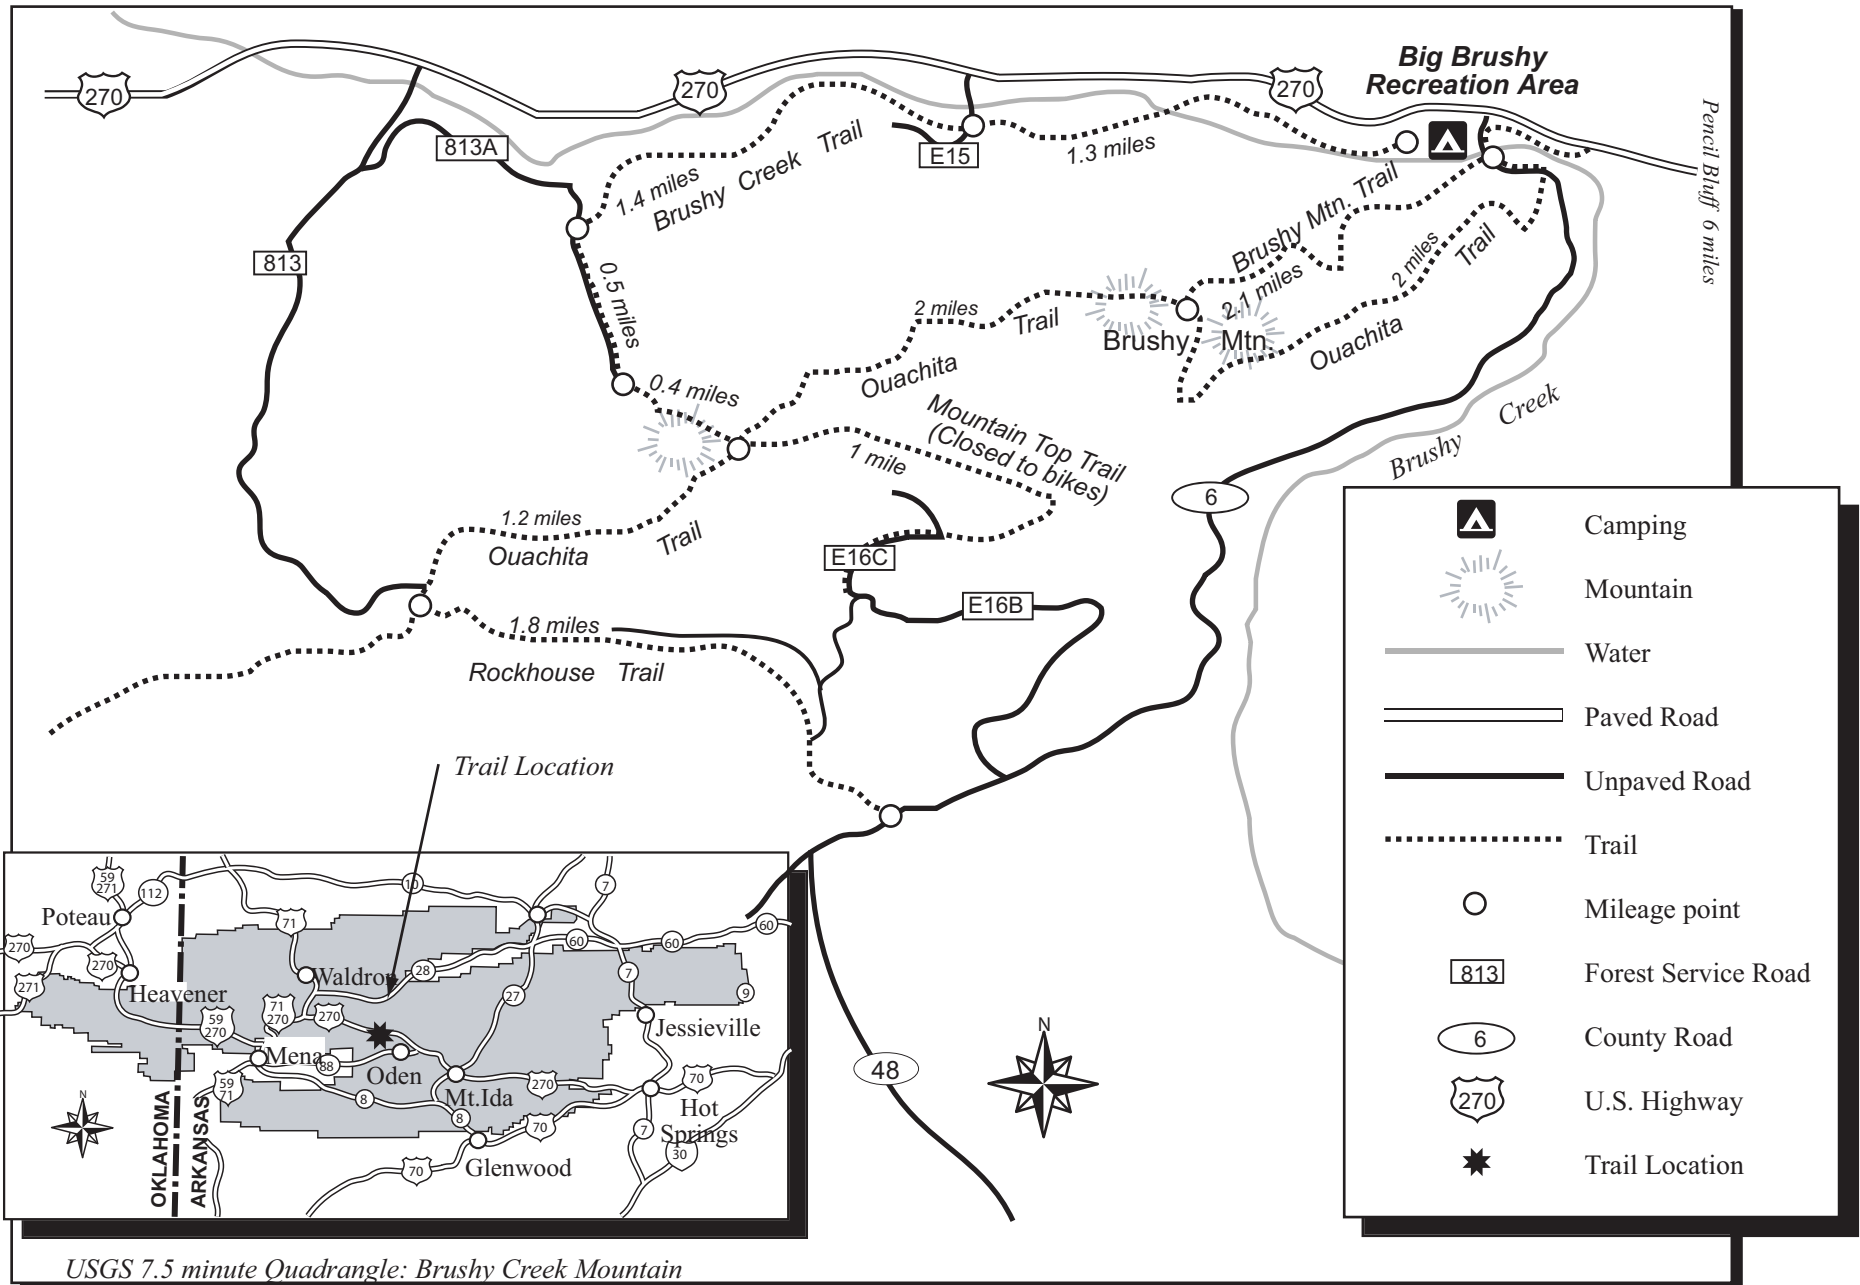 Big Brushy
Recreation Area
270
270
270
Pencil Bluff 6 miles
813A
E15
1.3 miles
1.4 miles
Brushy Creek Trail
Brushy Mtn. Trail
2.1 miles
2 miles
Trail
Ouachita
813
0.5 miles
2 miles
Trail
Ouachita
Brushy Mtn.
0.4 miles
Mountain Top Trail
(Closed to bikes)
1 mile
Brushy Creek
6
1.2 miles
Ouachita
Trail
E16C
E16B
1.8 miles
Rockhouse Trail
Trail Location
48
N
Camping
Mountain
Water
Paved Road
Unpaved Road
Trail
Mileage point
813 Forest Service Road
6 County Road
270 U.S. Highway
Trail Location
59
271
112
10
7
Poteau
71
60
60
60
270
270
271
Heavener
Waldron
28
7
27
9
59
270
71
270
270
Jessieville
Mena
88
Oden
Mt.Ida
270
70
59
71
8
8
Hot
Springs
70
7
30
N
70
Glenwood
OKLAHOMA
ARKANSAS
USGS 7.5 minute Quadrangle: Brushy Creek Mountain